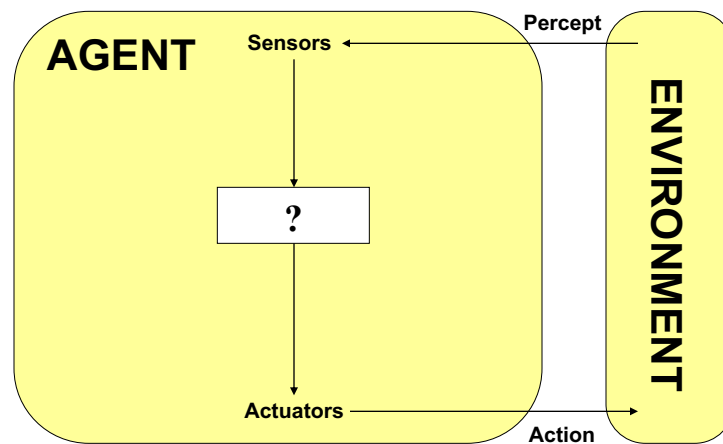 AGENT
Sensors
Percept
ENVIRONMENT
?
Actuators
Action